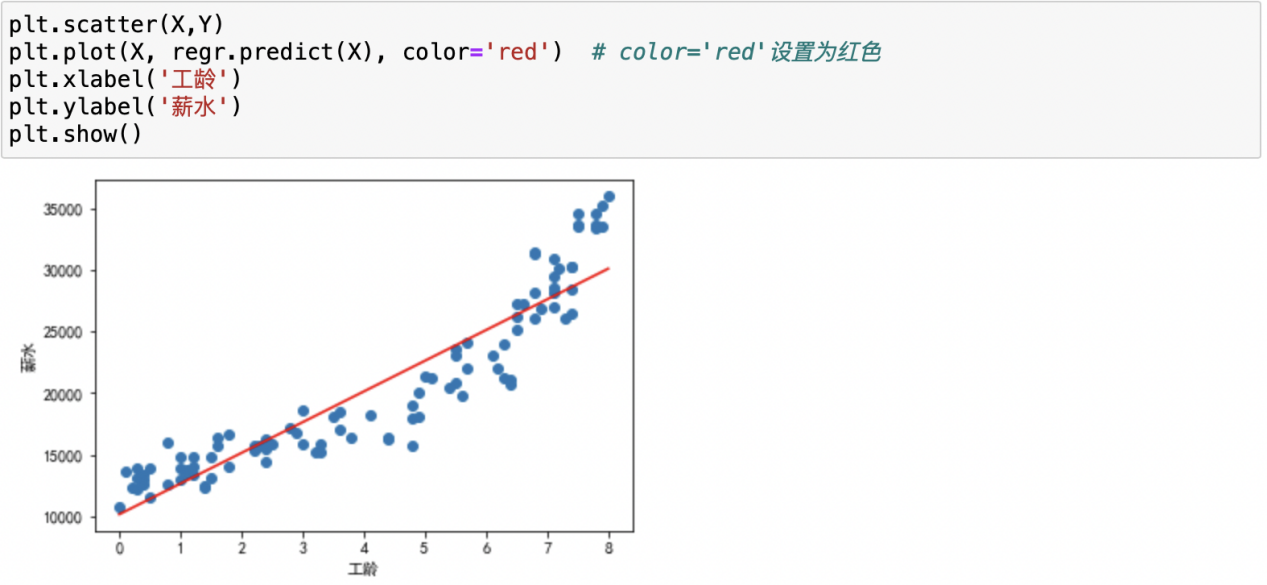 plt.scatter(X,Y)
plt.plot(X, regr.predict(X), color='red')  # color='red'设置为红色
plt.xlabel('工龄')
plt.ylabel('薪水')
plt.show()
35000
30000
25000
20000
15000
10000
薪水
0 1 2 3 4 5 6 7 8
工龄